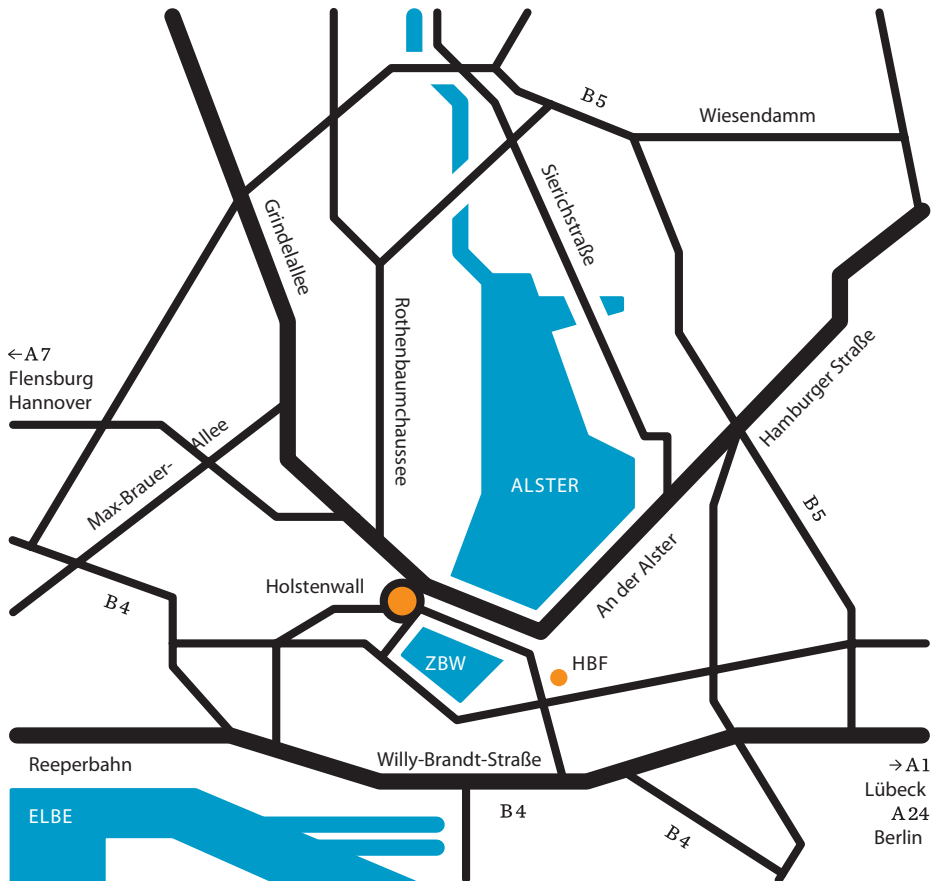 B5
Wiesendamm
Sierichstraße
Grindelallee
Rothenbaumchaussee
←A7
Flensburg
Hannover
Hamburger Straße
Max-Brauer-Allee
ALSTER
B5
An der Alster
Holstenwall
B4
ZBW
HBF
Willy-Brandt-Straße
Reeperbahn
→A1
Lübeck
A24
Berlin
ELBE
B4
B4